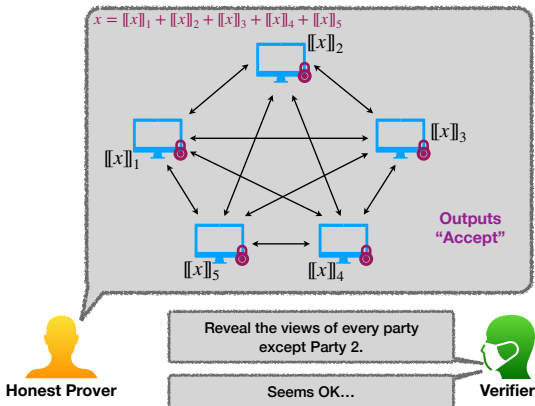 x = ⟦x⟧₁ + ⟦x⟧₂ + ⟦x⟧₃ + ⟦x⟧₄ + ⟦x⟧₅
⟦x⟧₂
⟦x⟧₁
⟦x⟧₃
Outputs
“Accept”
⟦x⟧₅
⟦x⟧₄
Reveal the views of every party
except Party 2.
Honest Prover
Seems OK…
Verifier